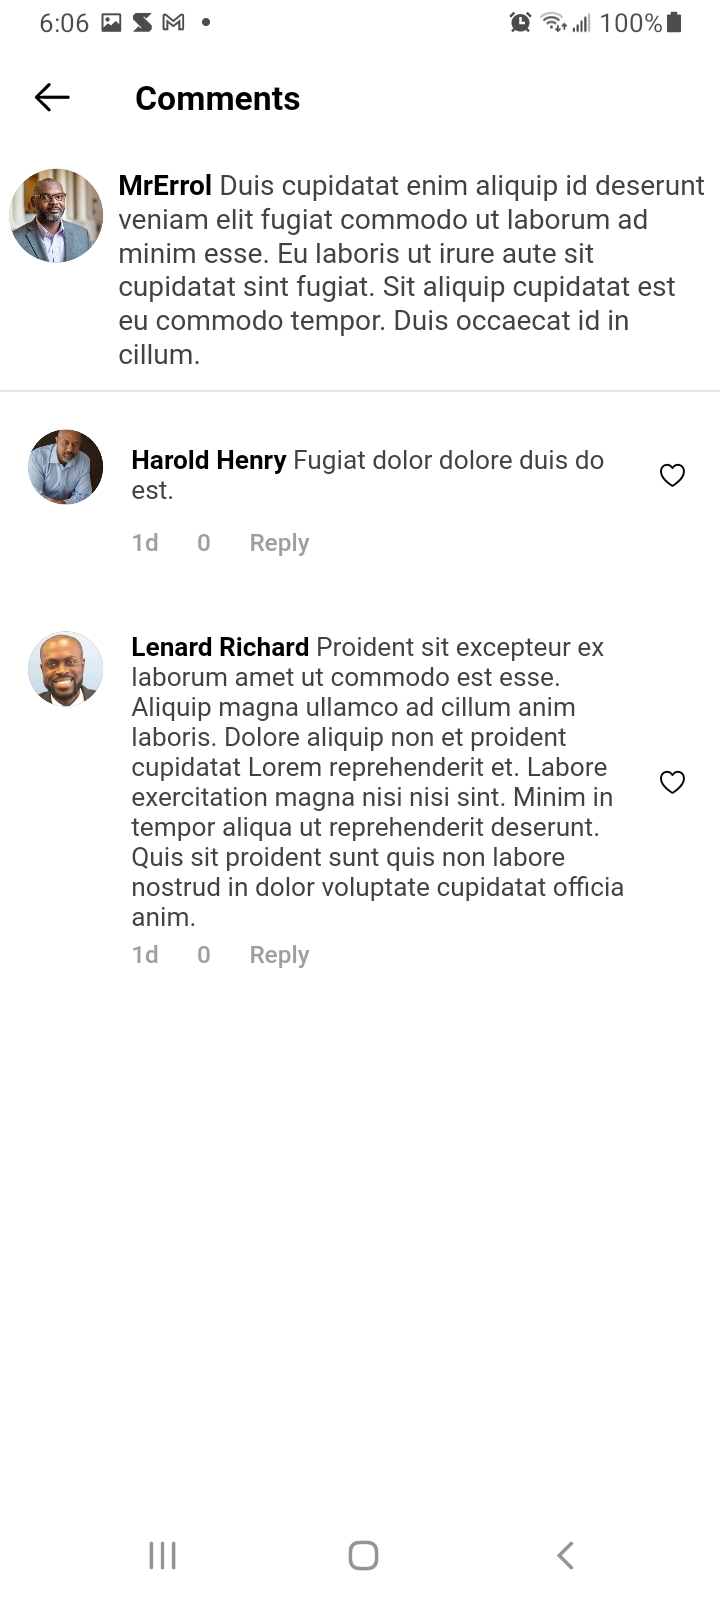 6:06
100%
Comments
MrErrol Duis cupidatat enim aliquip id deserunt
veniam elit fugiat commodo ut laborum ad
minim esse. Eu laboris ut irure aute sit
cupidatat sint fugiat. Sit aliquip cupidatat est
eu commodo tempor. Duis occaecat id in
cillum.
Harold Henry Fugiat dolor dolore duis do
est.
1d 0 Reply
Lenard Richard Proident sit excepteur ex
laborum amet ut commodo est esse.
Aliquip magna ullamco ad cillum anim
laboris. Dolore aliquip non et proident
cupidatat Lorem reprehenderit et. Labore
exercitation magna nisi nisi sint. Minim in
tempor aliqua ut reprehenderit deserunt.
Quis sit proident sunt quis non labore
nostrud in dolor voluptate cupidatat officia
anim.
1d 0 Reply